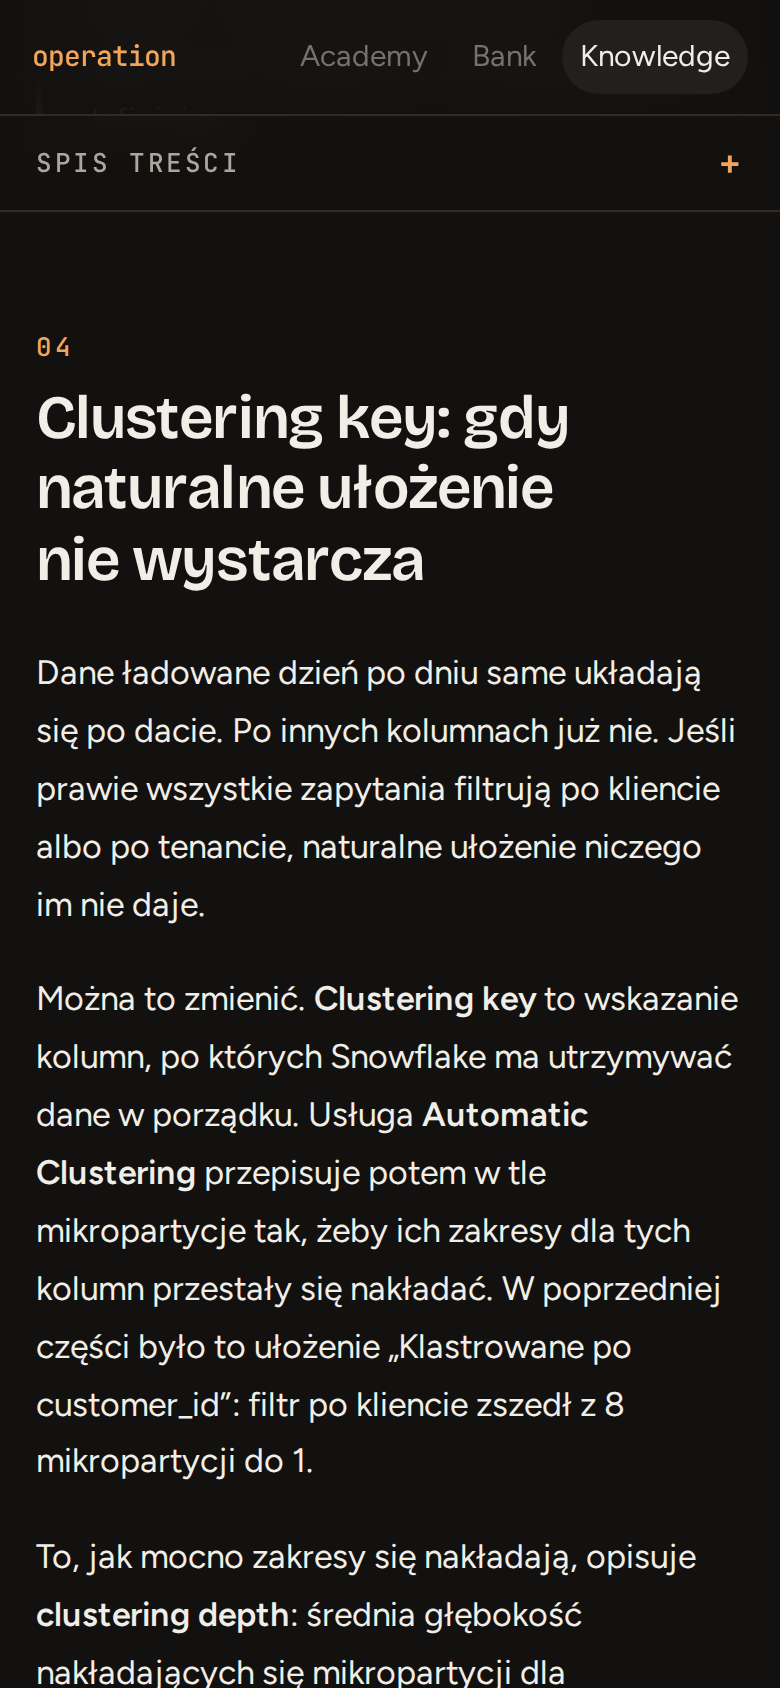 operation
Academy
Bank
Knowledge
SPIS TREŚCI
+
04
Clustering key: gdy
naturalne ułożenie
nie wystarcza
Dane ładowane dzień po dniu same układają
się po dacie. Po innych kolumnach już nie. Jeśli
prawie wszystkie zapytania filtrują po kliencie
albo po tenancie, naturalne ułożenie niczego
im nie daje.
Można to zmienić. Clustering key to wskazanie
kolumn, po których Snowflake ma utrzymywać
dane w porządku. Usługa Automatic
Clustering przepisuje potem w tle
mikropartycje tak, żeby ich zakresy dla tych
kolumn przestały się nakładać. W poprzedniej
części było to ułożenie „Klastrowane po
customer_id”: filtr po kliencie zszedł z 8
mikropartycji do 1.
To, jak mocno zakresy się nakładają, opisuje
clustering depth: średnia głębokość
nakładających się mikropartycji dla